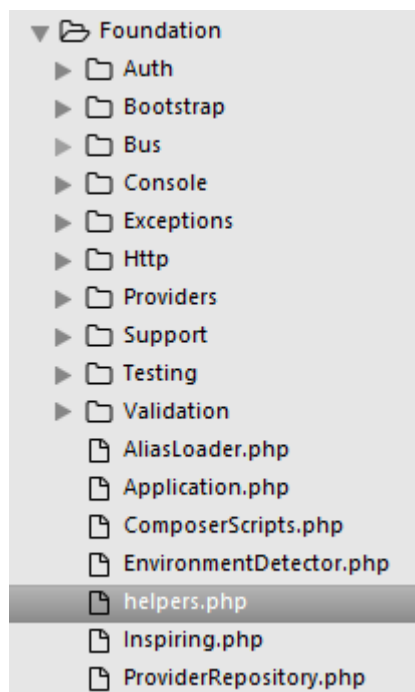 Foundation
Auth
Bootstrap
Bus
Console
Exceptions
Http
Providers
Support
Testing
Validation
AliasLoader.php
Application.php
ComposerScripts.php
EnvironmentDetector.php
helpers.php
Inspiring.php
ProviderRepository.php